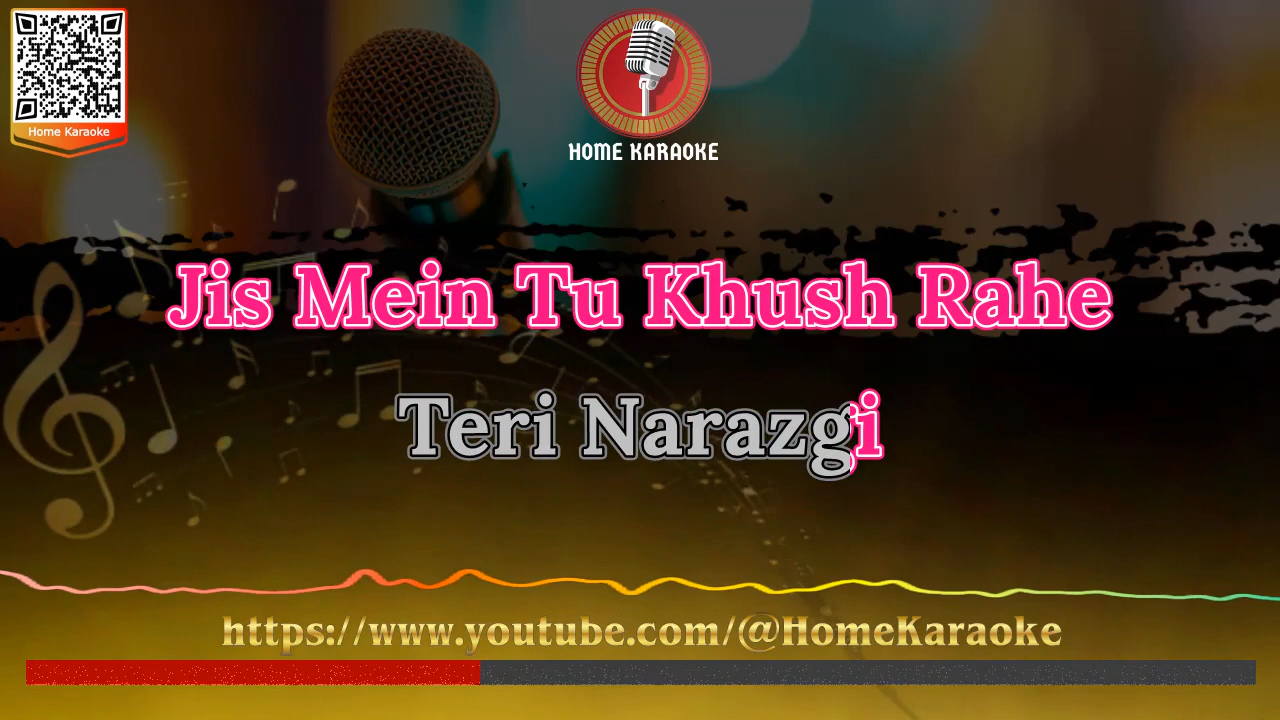 Home Karaoke
HOME KARAOKE
Jis Mein Tu Khush Rahe
Teri Narazgi
https://www.youtube.com/@HomeKaraoke